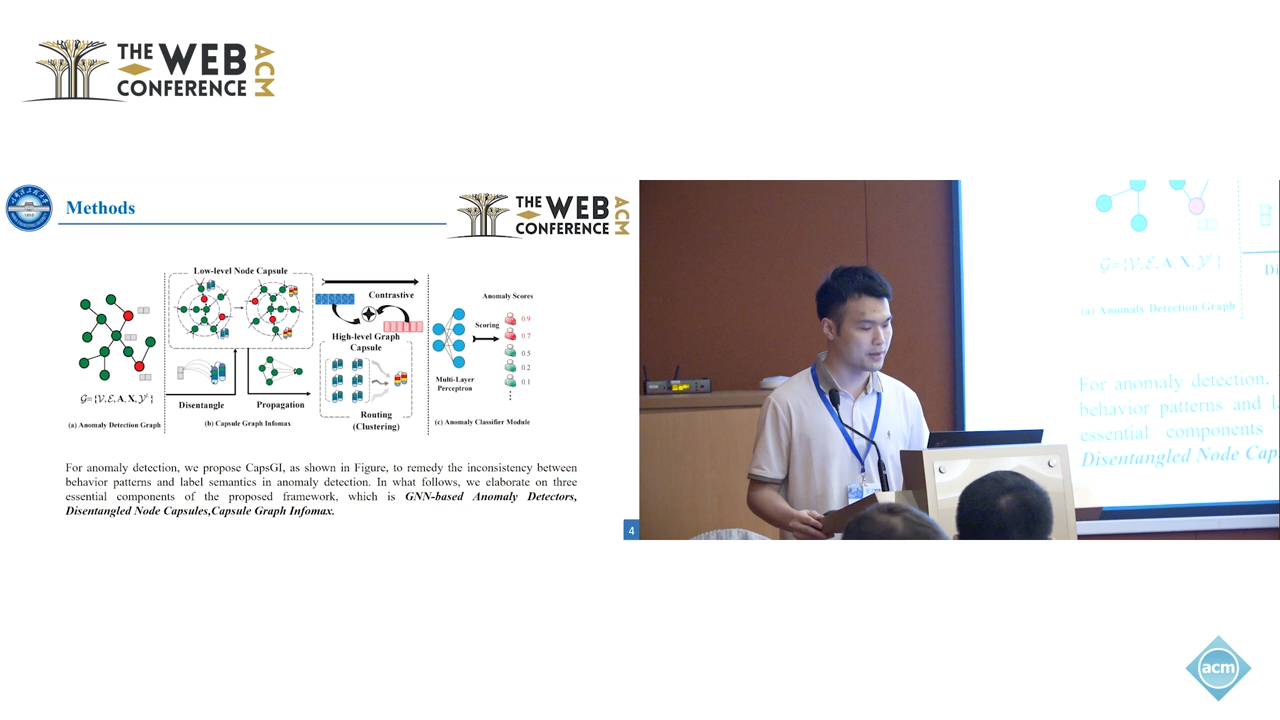 THE WEB CONFERENCE ACM
Methods
THE WEB CONFERENCE ACM
Low-level Node Capsule
Contrastive
High-level Graph
Capsule
Disentangle
Propagation
Routing
(Clustering)
Anomaly Scores
Scoring
0.9
0.7
0.5
0.2
0.1
Multi-Layer
Perceptron
G={V,E,A,X,Y}
(a) Anomaly Detection Graph
(b) Capsule Graph Infomax
(c) Anomaly Classifier Module
For anomaly detection, we propose CapsGI, as shown in Figure, to remedy the inconsistency between
behavior patterns and label semantics in anomaly detection. In what follows, we elaborate on three
essential components of the proposed framework, which is GNN-based Anomaly Detectors,
Disentangled Node Capsules,Capsule Graph Infomax.
4
G={V,E,A,X,Y}
Di
(a) Anomaly Detection Graph
For anomaly detection,
behavior patterns and l
essential components
Disentangled Node Cap
acm